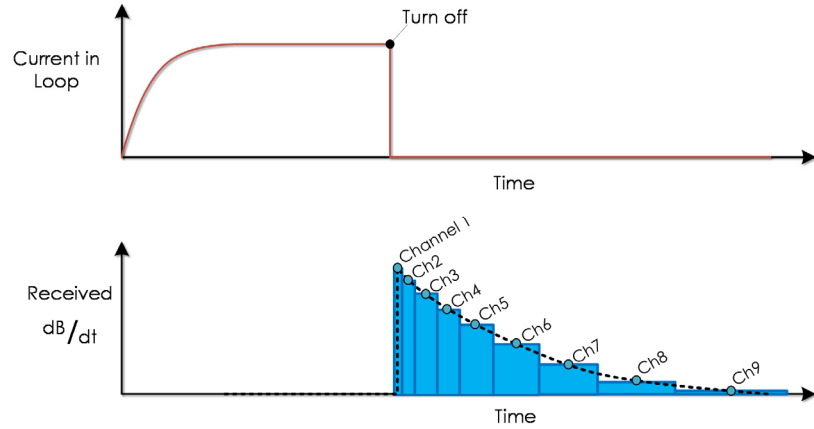 Turn off
Current in
Loop
Time
Channel 1
Ch2
Ch3
Ch4
Ch5
Ch6
Ch7
Ch8
Ch9
Received
dB/dt
Time